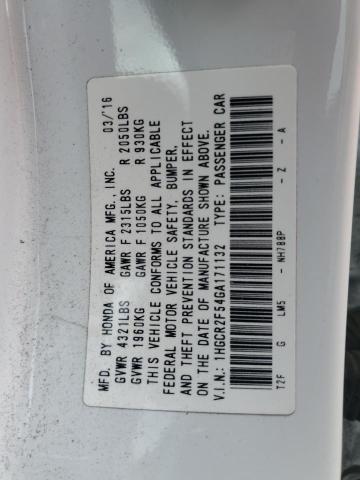 MFD. BY HONDA OF AMERICA MFG., INC. 03/16
GVWR 4321LBS GAWR F 2315LBS R 2050LBS
GVWR 1960KG GAWR F 1050KG R 930KG
THIS VEHICLE CONFORMS TO ALL APPLICABLE
FEDERAL MOTOR VEHICLE SAFETY, BUMPER,
AND THEFT PREVENTION STANDARDS IN EFFECT
ON THE DATE OF MANUFACTURE SHOWN ABOVE.
V.I.N.: 1HGCR2F54GA171132 TYPE: PASSENGER CAR
T2F G LM5 - NH788P - Z - A